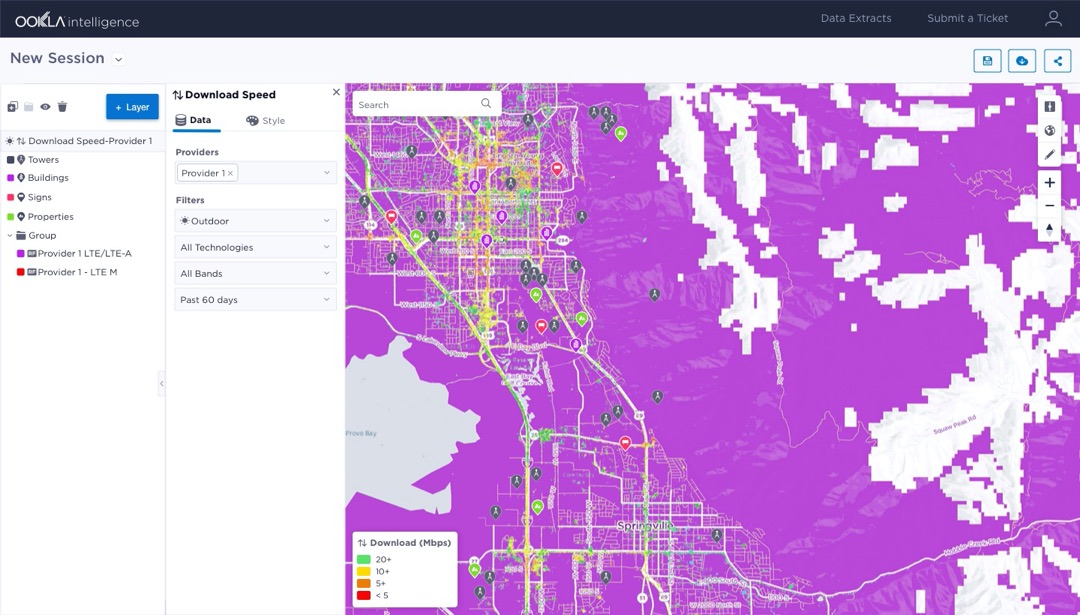 OOKLA intelligence
Data Extracts
Submit a Ticket
New Session
+ Layer
Download Speed-Provider 1
Towers
Buildings
Signs
Properties
Group
Provider 1 LTE/LTE-A
Provider 1 - LTE M
Download Speed
Data
Style
Providers
Provider 1 ×
Filters
Outdoor
All Technologies
All Bands
Past 60 days
Search
114
Provo Bay
Springville
Squaw Peak Rd
Hobble Creek Rd
Download (Mbps)
20+
10+
5+
< 5